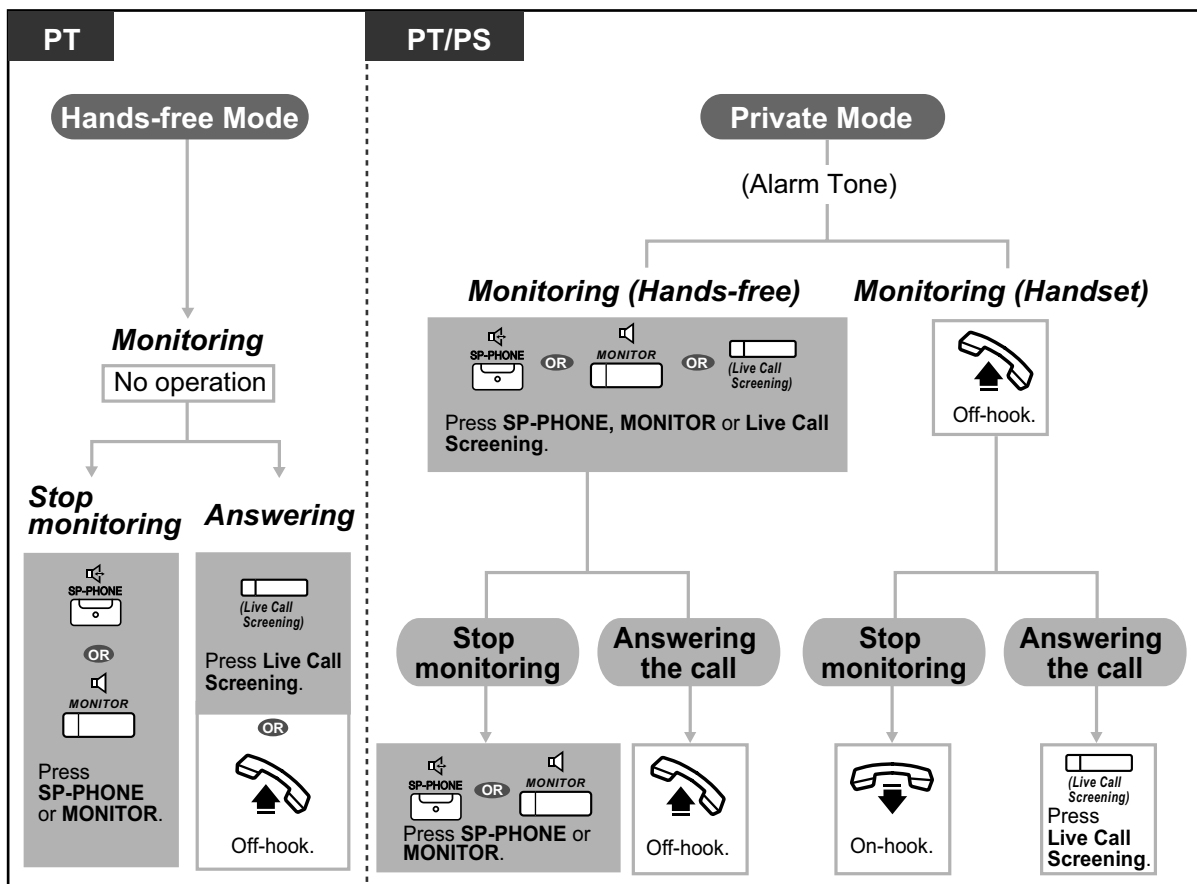 PT
Hands-free Mode
Monitoring
No operation
Stop
monitoring
SP-PHONE
OR
MONITOR
Press
SP-PHONE
or MONITOR.
Answering
(Live Call
Screening)
Press Live Call
Screening.
OR
Off-hook.
PT/PS
Private Mode
(Alarm Tone)
Monitoring (Hands-free)
SP-PHONE
OR
MONITOR
OR
(Live Call
Screening)
Press SP-PHONE, MONITOR or Live Call
Screening.
Stop
monitoring
SP-PHONE
OR
MONITOR
Press SP-PHONE or
MONITOR.
Answering
the call
Off-hook.
Monitoring (Handset)
Off-hook.
Stop
monitoring
On-hook.
Answering
the call
(Live Call
Screening)
Press
Live Call
Screening.